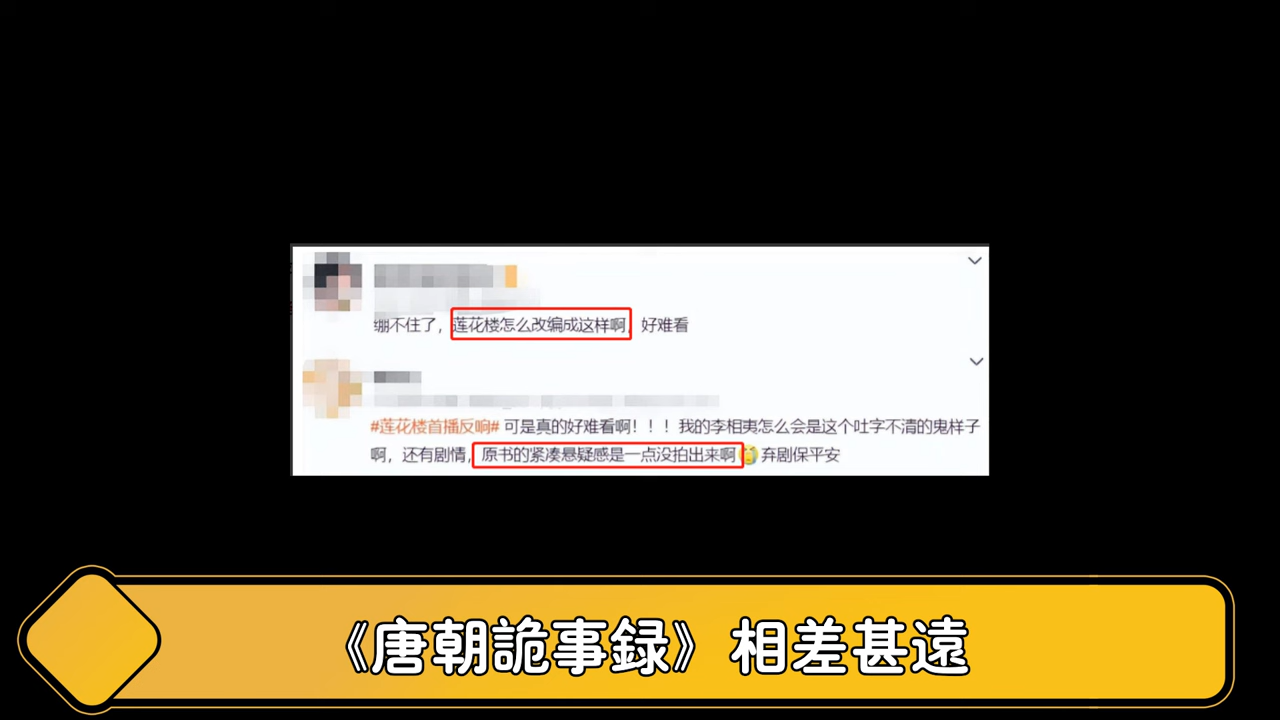 绷不住了，莲花楼怎么改编成这样啊，好难看
#莲花楼首播反响# 可是真的好难看啊！！！我的李相夷怎么会是这个吐字不清的鬼样子
啊，还有剧情，原书的紧凑悬疑感是一点没拍出来啊 弃剧保平安
《唐朝詭事録》相差甚遠